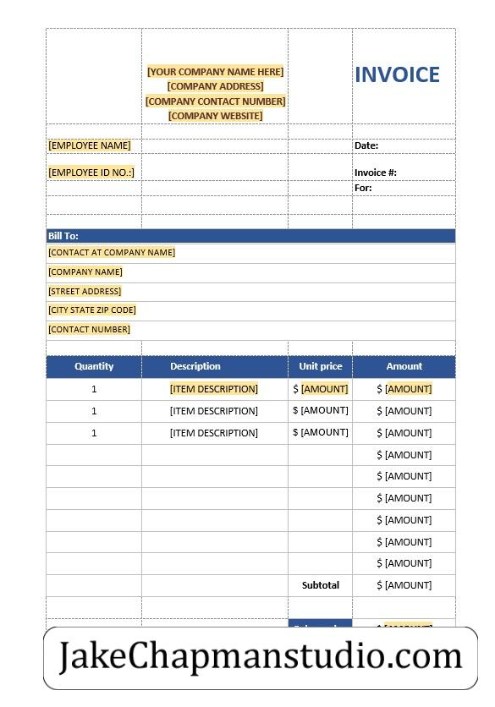 [YOUR COMPANY NAME HERE]
INVOICE
[COMPANY ADDRESS]
[COMPANY CONTACT NUMBER]
[COMPANY WEBSITE]
[EMPLOYEE NAME] Date:
[EMPLOYEE ID NO.:] Invoice #:
For:
Bill To:
[CONTACT AT COMPANY NAME]
[COMPANY NAME]
[STREET ADDRESS]
[CITY STATE ZIP CODE]
[CONTACT NUMBER]
Quantity Description Unit price Amount
1 [ITEM DESCRIPTION] $ [AMOUNT] $ [AMOUNT]
1 [ITEM DESCRIPTION] $ [AMOUNT] $ [AMOUNT]
1 [ITEM DESCRIPTION] $ [AMOUNT] $ [AMOUNT]
$ [AMOUNT]
$ [AMOUNT]
$ [AMOUNT]
$ [AMOUNT]
$ [AMOUNT]
$ [AMOUNT]
Subtotal $ [AMOUNT]
JakeChapmanstudio.com